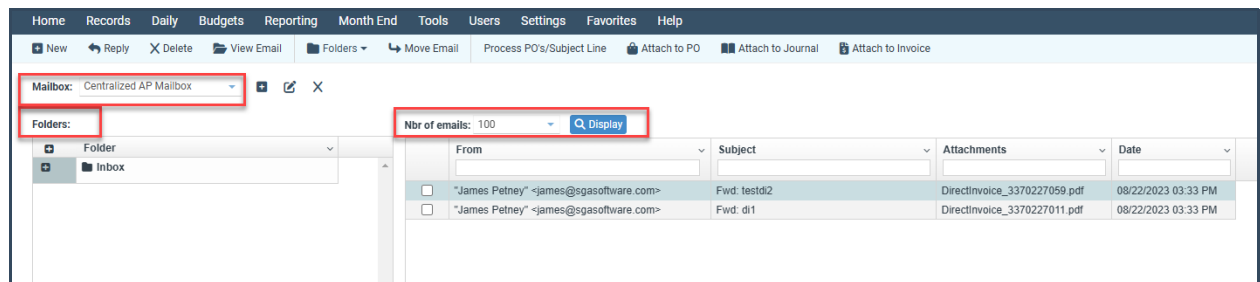 Home Records Daily Budgets Reporting Month End Tools Users Settings Favorites Help
New Reply Delete View Email Folders Move Email Process PO's/Subject Line Attach to PO Attach to Journal Attach to Invoice
Mailbox: Centralized AP Mailbox
Folders:
Nbr of emails: 100 Display
Folder
Inbox
From Subject Attachments Date
"James Petney" <james@sgasoftware.com> Fwd: testdi2 DirectInvoice_3370227059.pdf 08/22/2023 03:33 PM
"James Petney" <james@sgasoftware.com> Fwd: di1 DirectInvoice_3370227011.pdf 08/22/2023 03:33 PM